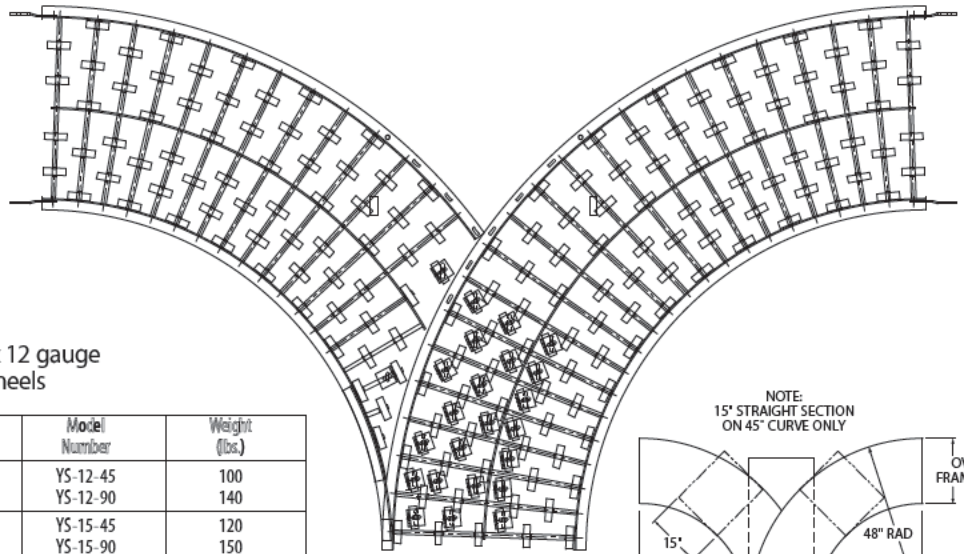 12 gauge
Model
Number
Weight
(lbs.)
YS-12-45 100
YS-12-90 140
YS-15-45 120
YS-15-90 150
NOTE:
15" STRAIGHT SECTION
ON 45° CURVE ONLY
15"
48" RAD